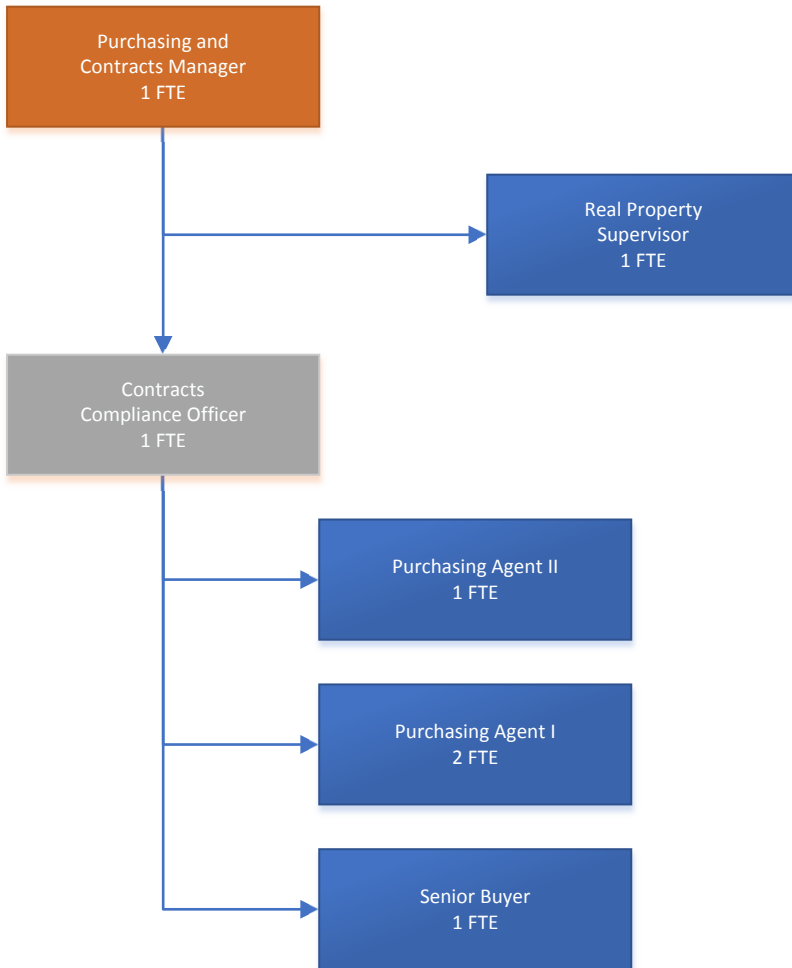 Purchasing and
Contracts Manager
1 FTE
Real Property
Supervisor
1 FTE
Contracts
Compliance Officer
1 FTE
Purchasing Agent II
1 FTE
Purchasing Agent I
2 FTE
Senior Buyer
1 FTE